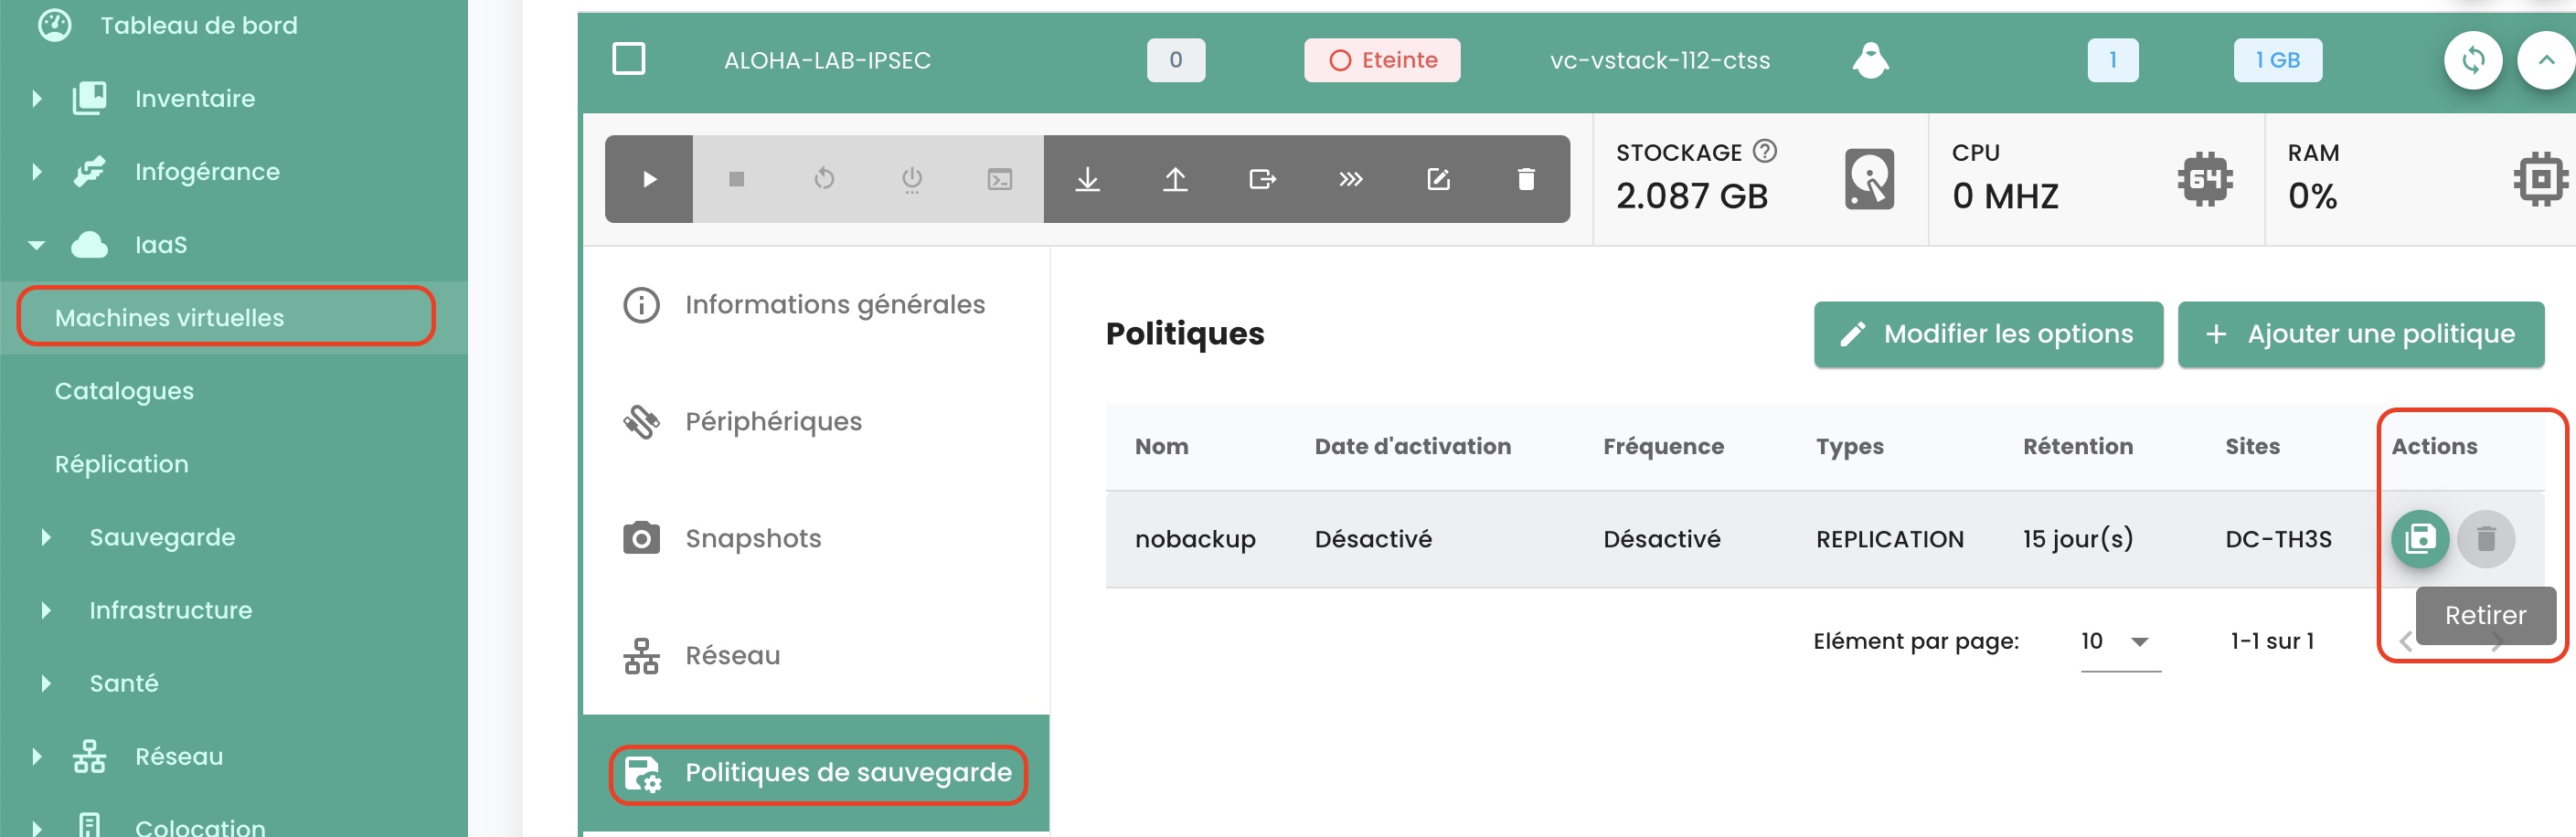 Tableau de bord
Inventaire
Infogérance
IaaS
Machines virtuelles
Catalogues
Réplication
Sauvegarde
Infrastructure
Santé
Réseau
Colocation
ALOHA-LAB-IPSEC 0 Eteinte vc-vstack-112-ctss 1 1 GB
STOCKAGE ? CPU RAM
2.087 GB 0 MHZ 64 0%
Informations générales
Périphériques
Snapshots
Réseau
Politiques de sauvegarde
Politiques Modifier les options + Ajouter une politique
Nom Date d'activation Fréquence Types Rétention Sites Actions
nobackup Désactivé Désactivé REPLICATION 15 jour(s) DC-TH3S
Retirer
Elément par page: 10 1-1 sur 1